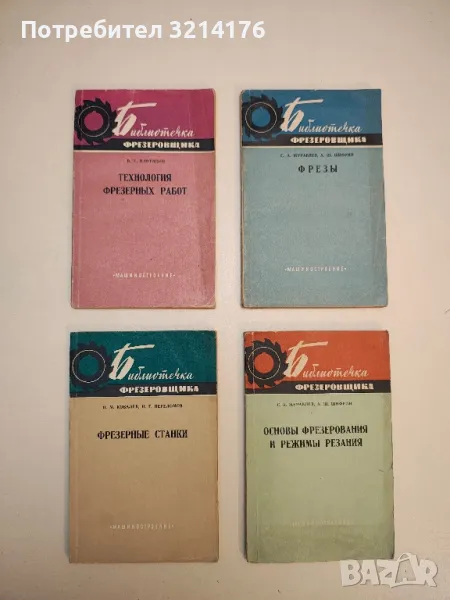 Потребител 3214176
Библиотечка
ФРЕЗЕРОВЩИКА
ТЕХНОЛОГИЯ
ФРЕЗЕРНЫХ РАБОТ
«МАШИНОСТРОЕНИЕ»
Библиотечка
ФРЕЗЕРОВЩИКА
ФРЕЗЫ
«МАШИНОСТРОЕНИЕ»
Библиотечка
ФРЕЗЕРОВЩИКА
ФРЕЗЕРНЫЕ СТАНКИ
«МАШИНОСТРОЕНИЕ»
Библиотечка
ФРЕЗЕРОВЩИКА
ОСНОВЫ ФРЕЗЕРОВАНИЯ
И РЕЖИМЫ РЕЗАНИЯ
«МАШИНОСТРОЕНИЕ»
BAZAR